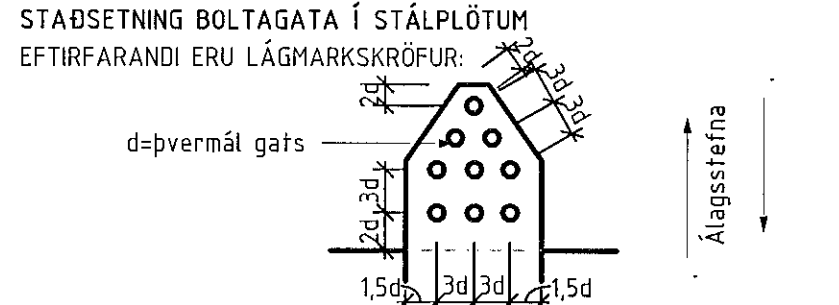 STAÐSETNING BOLTAGATA Í STÁLPLÖTUM
EFTIRFARANDI ERU LÁGMARKSKRÖFUR:
2d
3d
3d
2d
d=þvermál gats
3d
2d
1,5d
3d
3d
1,5d
Álagsstefna